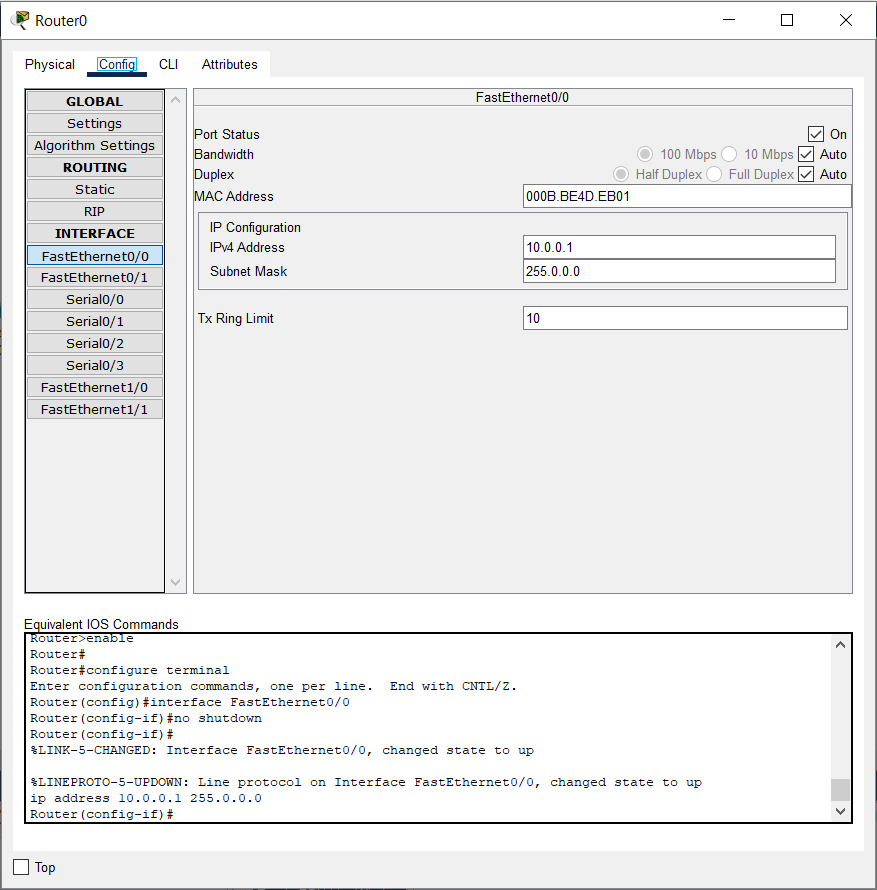 Router0
Physical Config CLI Attributes
GLOBAL
Settings
Algorithm Settings
ROUTING
Static
RIP
INTERFACE
FastEthernet0/0
FastEthernet0/1
Serial0/0
Serial0/1
Serial0/2
Serial0/3
FastEthernet1/0
FastEthernet1/1
FastEthernet0/0
Port Status On
Bandwidth 100 Mbps 10 Mbps Auto
Duplex Half Duplex Full Duplex Auto
MAC Address 000B.BE4D.EB01
IP Configuration
IPv4 Address 10.0.0.1
Subnet Mask 255.0.0.0
Tx Ring Limit 10
Equivalent IOS Commands
Router>enable
Router#
Router#configure terminal
Enter configuration commands, one per line.  End with CNTL/Z.
Router(config)#interface FastEthernet0/0
Router(config-if)#no shutdown
Router(config-if)#
%LINK-5-CHANGED: Interface FastEthernet0/0, changed state to up
%LINEPROTO-5-UPDOWN: Line protocol on Interface FastEthernet0/0, changed state to up
ip address 10.0.0.1 255.0.0.0
Router(config-if)#
Top